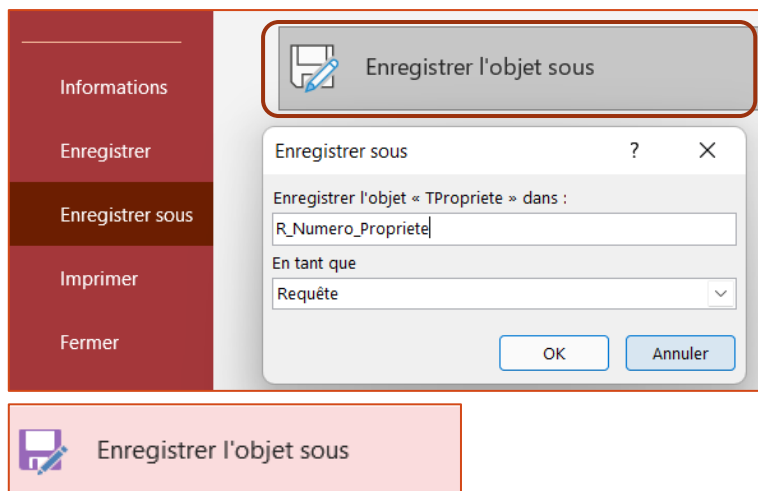 Informations
Enregistrer
Enregistrer sous
Imprimer
Fermer
Enregistrer l'objet sous
Enregistrer sous ?
Enregistrer l'objet « TPropriete » dans :
R_Numero_Propriete
En tant que
Requête
OK Annuler
Enregistrer l'objet sous